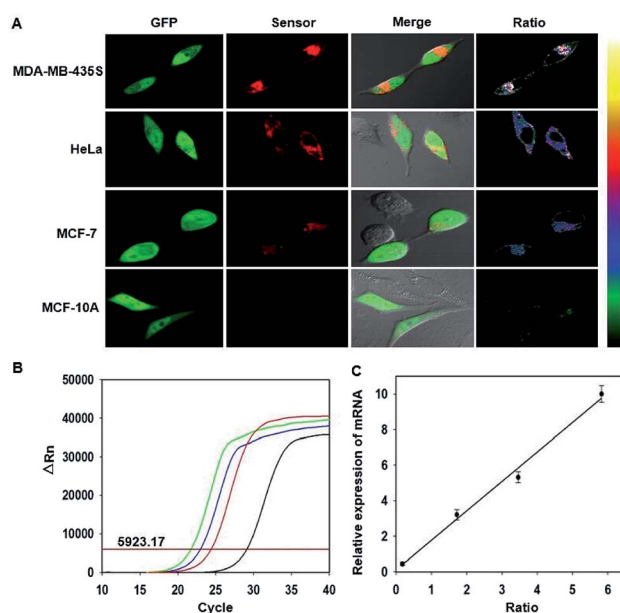 A
GFP Sensor Merge Ratio
MDA-MB-435S
HeLa
MCF-7
MCF-10A
B
50000
40000
30000
20000
10000
0
ΔRn
5923.17
10 15 20 25 30 35 40
Cycle
C
10
8
6
4
2
0
Relative expression of mRNA
0 1 2 3 4 5 6
Ratio